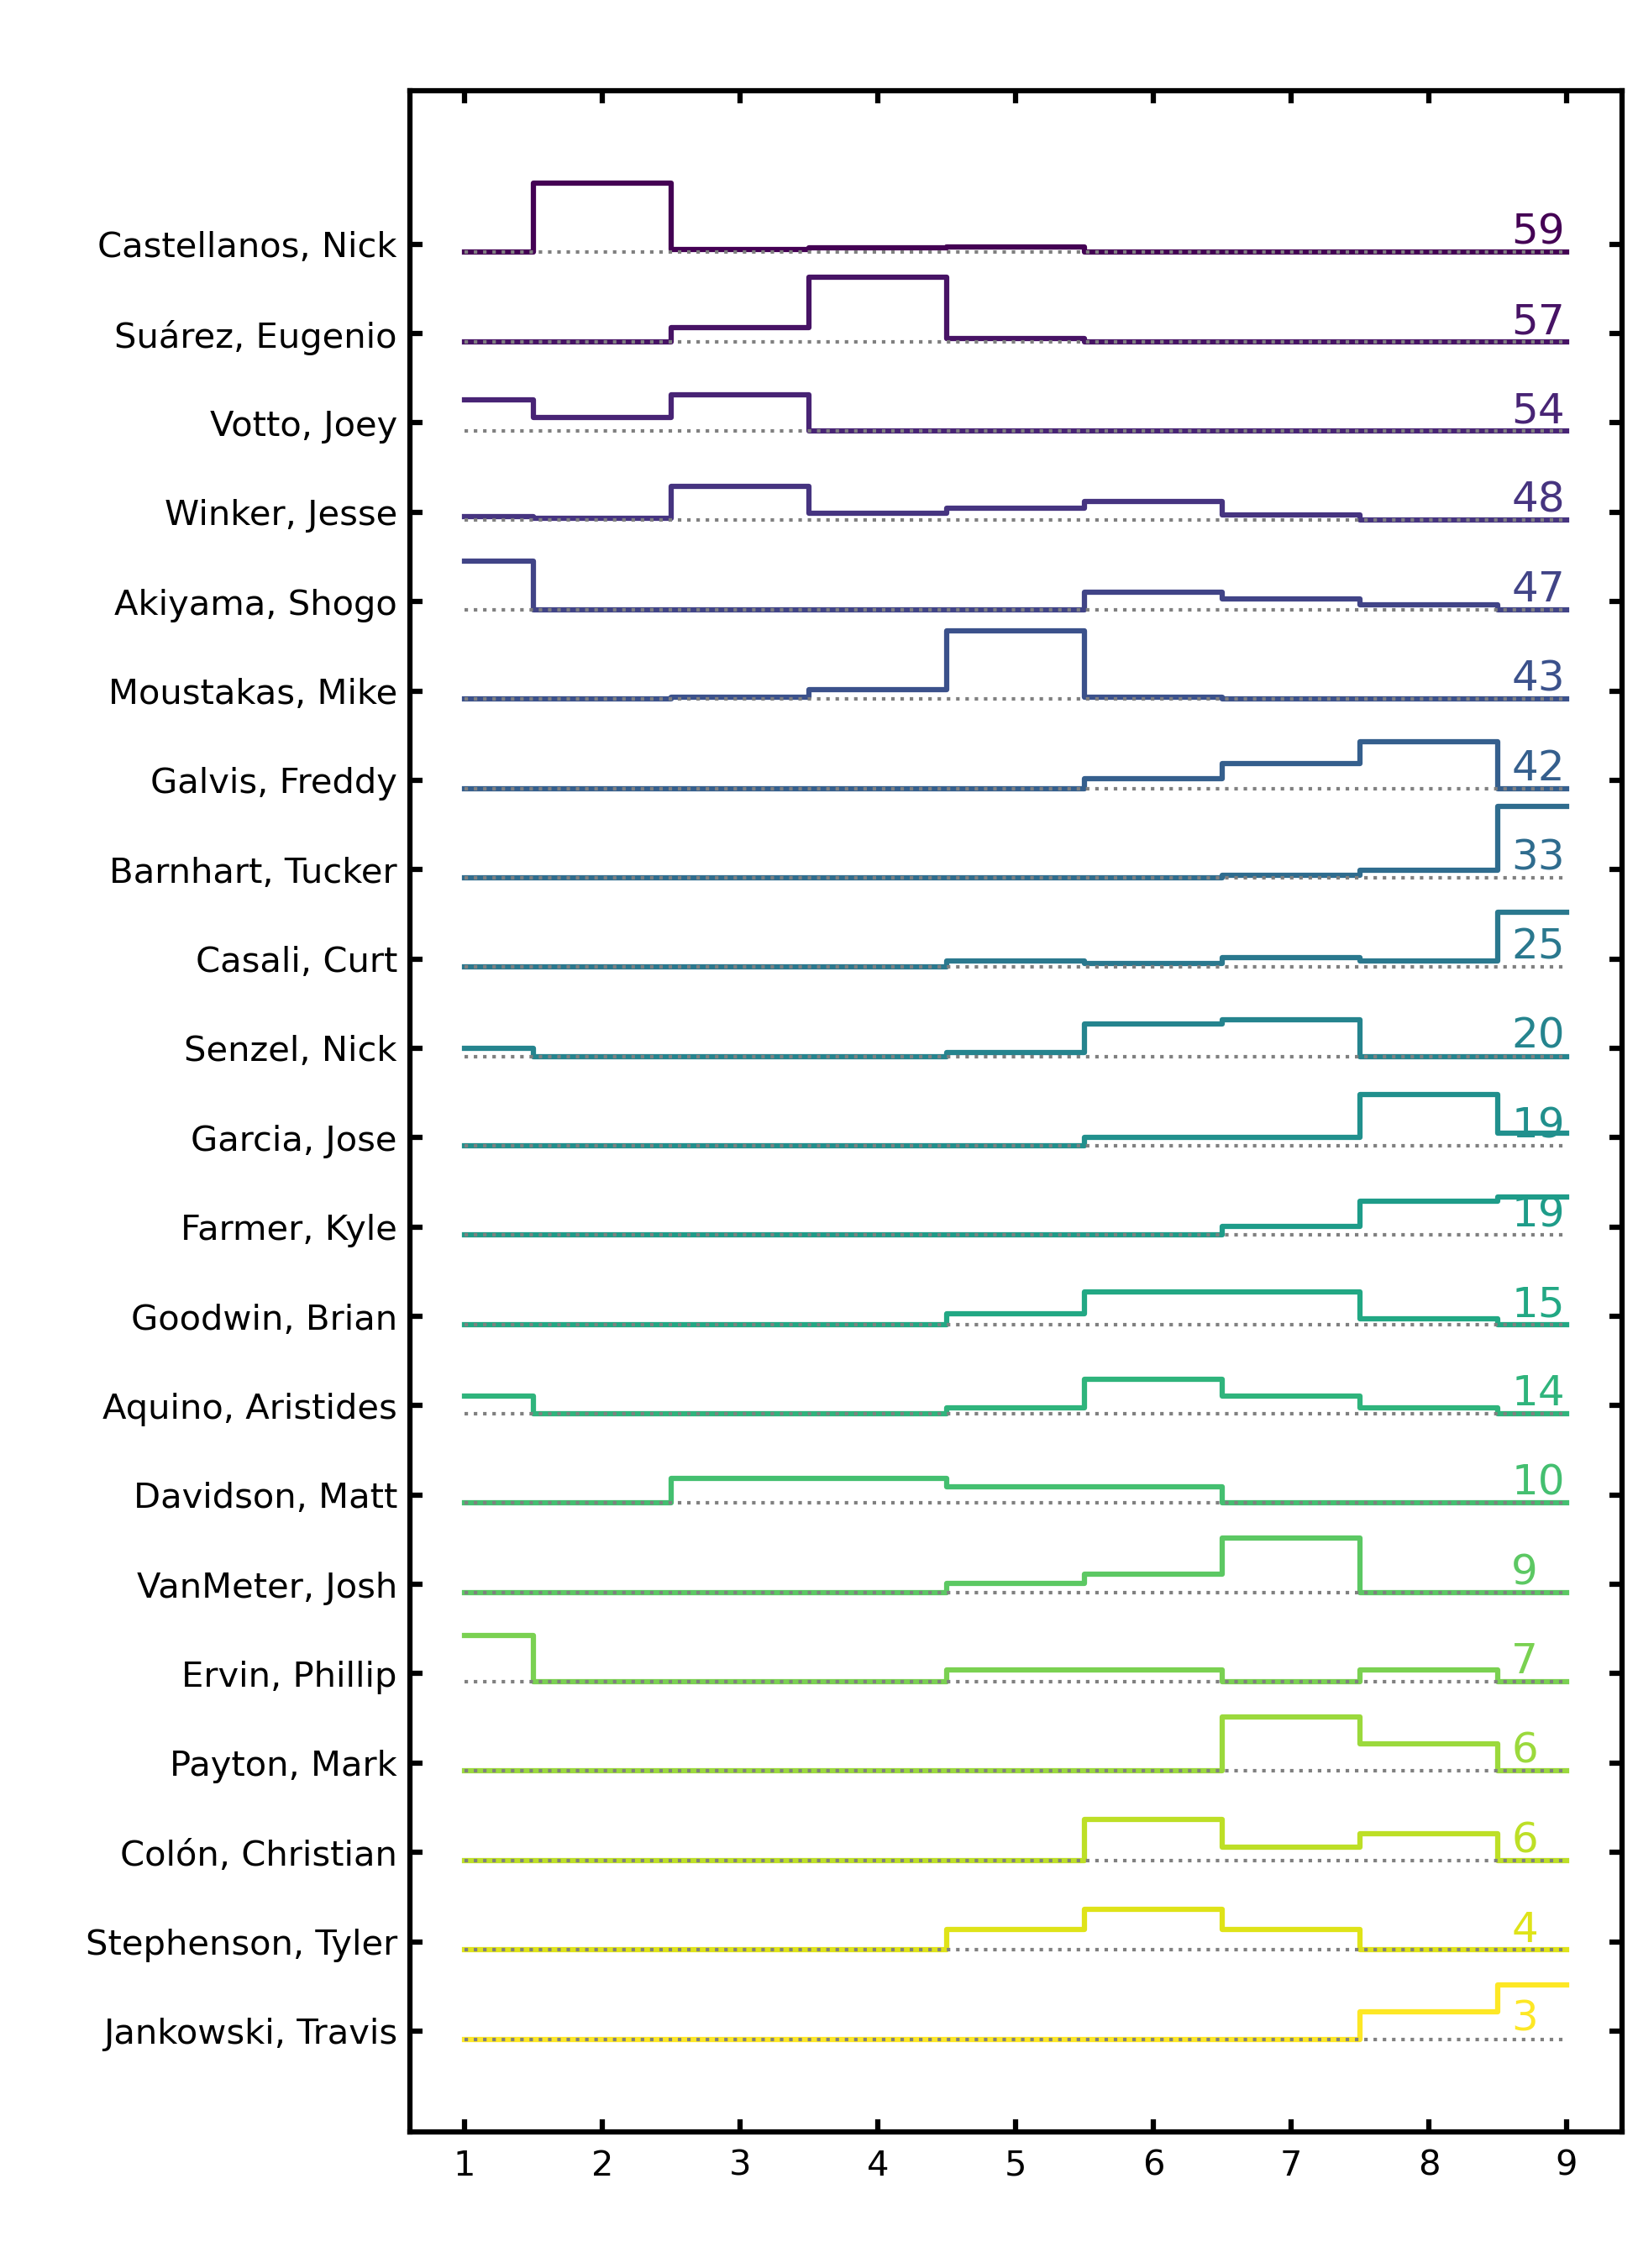 Castellanos, Nick 59
Suárez, Eugenio 57
Votto, Joey 54
Winker, Jesse 48
Akiyama, Shogo 47
Moustakas, Mike 43
Galvis, Freddy 42
Barnhart, Tucker 33
Casali, Curt 25
Senzel, Nick 20
Garcia, Jose 19
Farmer, Kyle 19
Goodwin, Brian 15
Aquino, Aristides 14
Davidson, Matt 10
VanMeter, Josh 9
Ervin, Phillip 7
Payton, Mark 6
Colón, Christian 6
Stephenson, Tyler 4
Jankowski, Travis 3
1 2 3 4 5 6 7 8 9